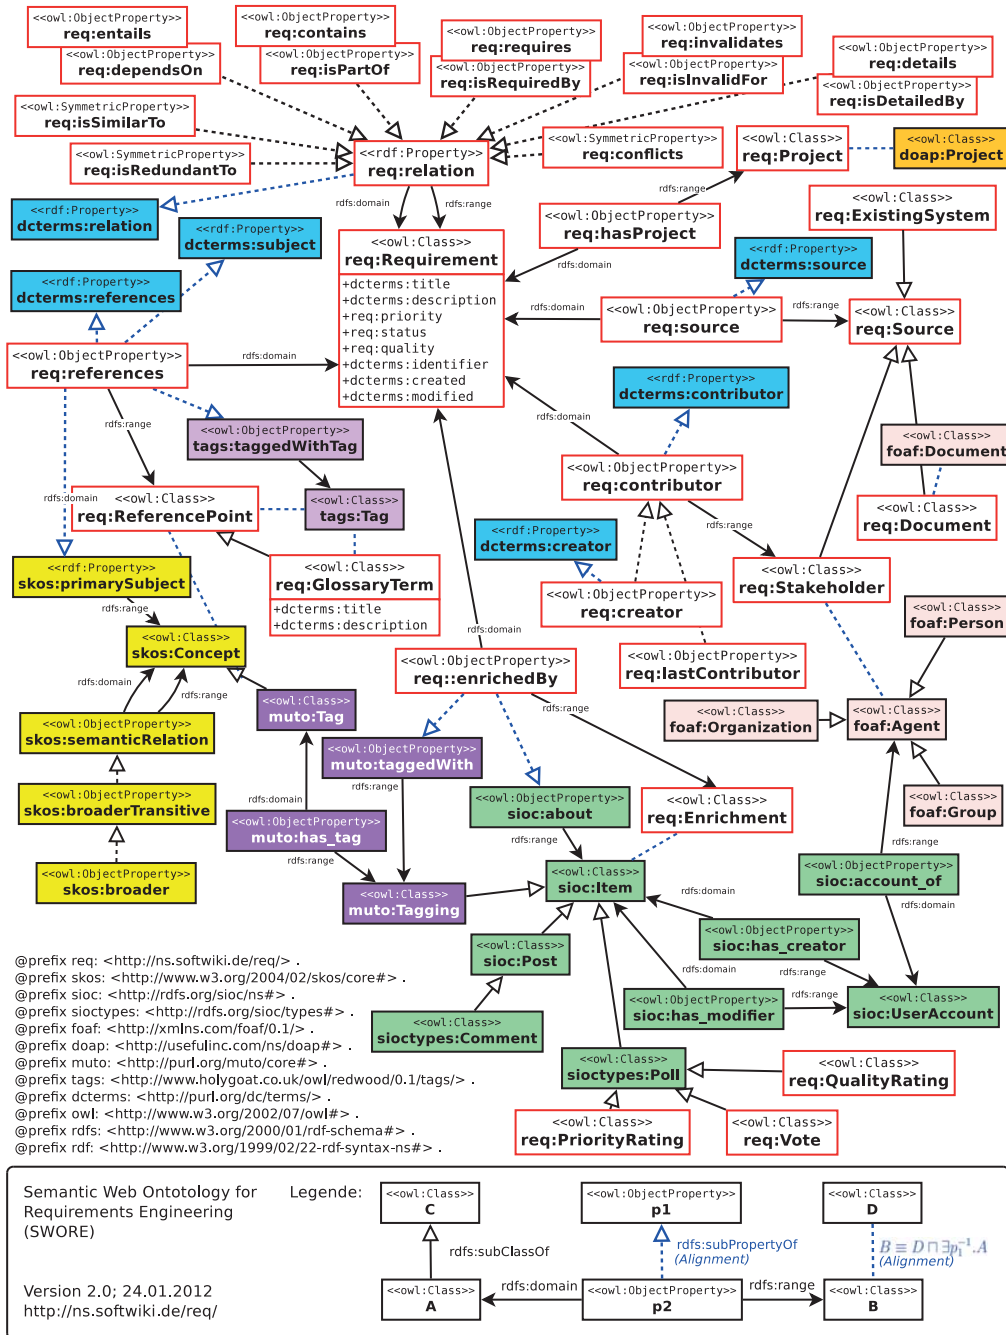 <<owl:ObjectProperty>>
req:entails
<<owl:ObjectProperty>>
req:dependsOn
<<owl:ObjectProperty>>
req:contains
<<owl:ObjectProperty>>
req:isPartOf
<<owl:ObjectProperty>>
req:requires
<<owl:ObjectProperty>>
req:isRequiredBy
<<owl:ObjectProperty>>
req:invalidates
<<owl:ObjectProperty>>
req:isInvalidFor
<<owl:ObjectProperty>>
req:details
<<owl:ObjectProperty>>
req:isDetailedBy
<<owl:SymmetricProperty>>
req:isSimilarTo
<<owl:SymmetricProperty>>
req:isRedundantTo
<<rdf:Property>>
req:relation
<<owl:SymmetricProperty>>
req:conflicts
<<owl:Class>>
req:Project
<<owl:Class>>
doap:Project
rdfs:domain
rdfs:range
rdfs:range
<<rdf:Property>>
dcterms:relation
<<rdf:Property>>
dcterms:subject
<<rdf:Property>>
dcterms:references
<<owl:Class>>
req:Requirement
+dcterms:title
+dcterms:description
+req:priority
+req:status
+req:quality
+dcterms:identifier
+dcterms:created
+dcterms:modified
<<owl:ObjectProperty>>
req:hasProject
rdfs:domain
<<owl:Class>>
req:ExistingSystem
<<rdf:Property>>
dcterms:source
rdfs:domain
<<owl:ObjectProperty>>
req:source
rdfs:range
<<owl:Class>>
req:Source
<<owl:ObjectProperty>>
req:references
rdfs:domain
rdfs:range
<<owl:ObjectProperty>>
tags:taggedWithTag
<<rdf:Property>>
dcterms:contributor
rdfs:domain
<<owl:ObjectProperty>>
req:contributor
rdfs:range
<<owl:Class>>
foaf:Document
<<owl:Class>>
req:Document
rdfs:domain
<<owl:Class>>
req:ReferencePoint
<<owl:Class>>
tags:Tag
<<rdf:Property>>
dcterms:creator
<<owl:Class>>
req:Stakeholder
<<rdf:Property>>
skos:primarySubject
rdfs:range
<<owl:Class>>
req:GlossaryTerm
+dcterms:title
+dcterms:description
<<owl:ObjectProperty>>
req:creator
<<owl:Class>>
foaf:Person
<<owl:Class>>
skos:Concept
rdfs:domain
rdfs:range
rdfs:domain
<<owl:ObjectProperty>>
req::enrichedBy
<<owl:ObjectProperty>>
req:lastContributor
<<owl:Class>>
muto:Tag
<<owl:Class>>
foaf:Organization
<<owl:Class>>
foaf:Agent
<<owl:ObjectProperty>>
skos:semanticRelation
<<owl:ObjectProperty>>
muto:taggedWith
rdfs:range
<<owl:ObjectProperty>>
skos:broaderTransitive
rdfs:domain
rdfs:range
<<owl:ObjectProperty>>
sioc:about
<<owl:Class>>
req:Enrichment
<<owl:Class>>
foaf:Group
<<owl:ObjectProperty>>
muto:has_tag
rdfs:range
rdfs:range
<<owl:ObjectProperty>>
skos:broader
<<owl:Class>>
muto:Tagging
<<owl:Class>>
sioc:Item
<<owl:ObjectProperty>>
sioc:account_of
rdfs:domain
rdfs:domain
<<owl:Class>>
sioc:Post
<<owl:ObjectProperty>>
sioc:has_creator
rdfs:domain
rdfs:range
<<owl:ObjectProperty>>
sioc:has_modifier
rdfs:range
<<owl:Class>>
sioc:UserAccount
<<owl:Class>>
sioctypes:Comment
<<owl:Class>>
sioctypes:Poll
<<owl:Class>>
req:QualityRating
<<owl:Class>>
req:PriorityRating
<<owl:Class>>
req:Vote
@prefix req: <http://ns.softwiki.de/req/> .
@prefix skos: <http://www.w3.org/2004/02/skos/core#> .
@prefix sioc: <http://rdfs.org/sioc/ns#> .
@prefix sioctypes: <http://rdfs.org/sioc/types#> .
@prefix foaf: <http://xmlns.com/foaf/0.1/> .
@prefix doap: <http://usefulinc.com/ns/doap#> .
@prefix muto: <http://purl.org/muto/core#> .
@prefix tags: <http://www.holygoat.co.uk/owl/redwood/0.1/tags/> .
@prefix dcterms: <http://purl.org/dc/terms/> .
@prefix owl: <http://www.w3.org/2002/07/owl#> .
@prefix rdfs: <http://www.w3.org/2000/01/rdf-schema#> .
@prefix rdf: <http://www.w3.org/1999/02/22-rdf-syntax-ns#> .
Semantic Web Ontotology for
Requirements Engineering
(SWORE)
Version 2.0; 24.01.2012
http://ns.softwiki.de/req/
Legende:
<<owl:Class>>
C
rdfs:subClassOf
<<owl:Class>>
A
rdfs:domain
<<owl:ObjectProperty>>
p1
rdfs:subPropertyOf
(Alignment)
<<owl:ObjectProperty>>
p2
rdfs:range
<<owl:Class>>
D
B ≡ D ⊓ ∃p₁⁻¹.A
(Alignment)
<<owl:Class>>
B